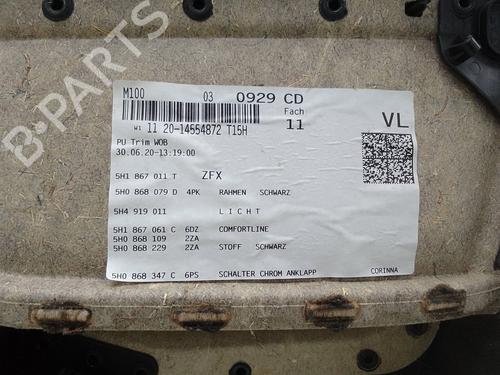 M100 03 0929 CD
Fach
W1 11 20-14554872 T15H 11 VL
PU Trim WOB
30.06.20-13:19:00
5H1 867 011 T ZFX
5H0 868 079 D 4PK RAHMEN SCHWARZ
5H4 919 011 LICHT
5H1 867 061 C 6DZ COMFORTLINE
5H0 868 109 2ZA
5H0 868 229 2ZA STOFF SCHWARZ
5H0 868 347 C 6PS SCHALTER CHROM ANKLAPP CORINNA
B-PARTS